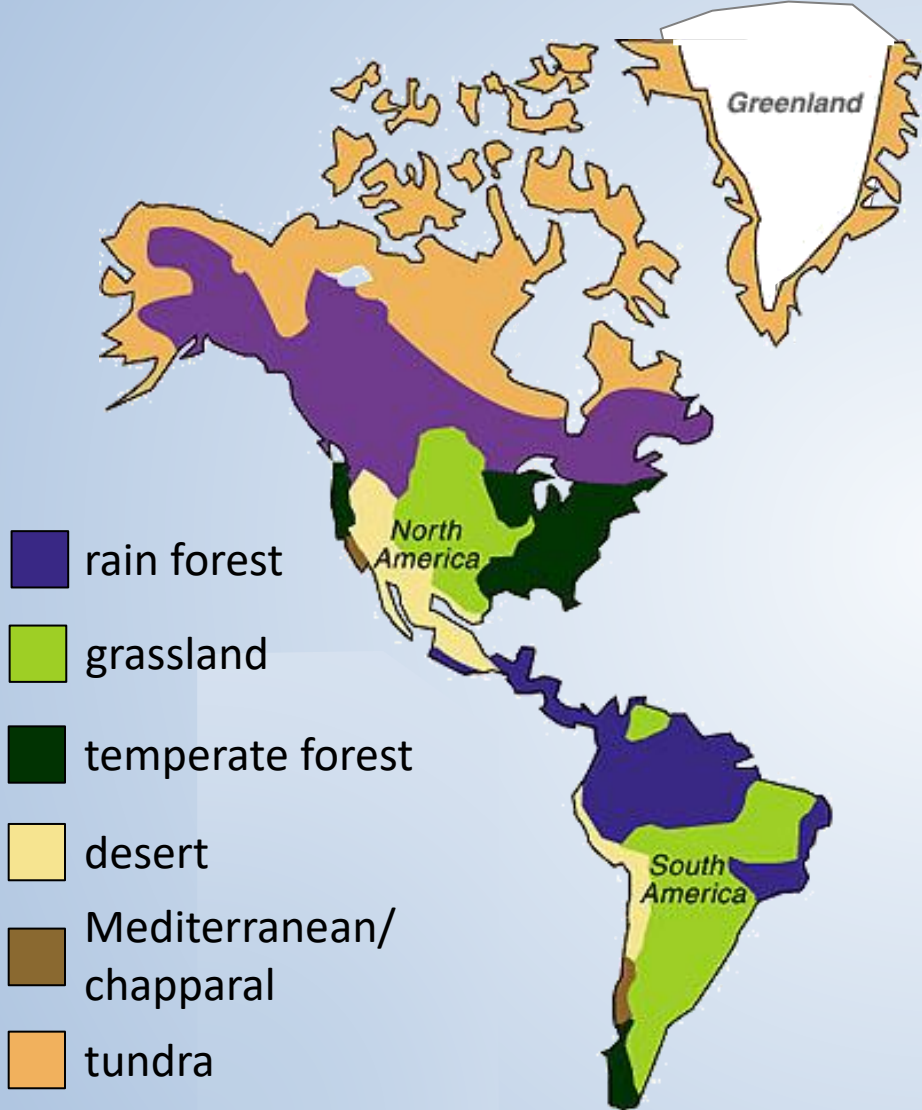 Greenland
North
America
rain forest
grassland
temperate forest
desert
Mediterranean/
chapparal
tundra
South
America